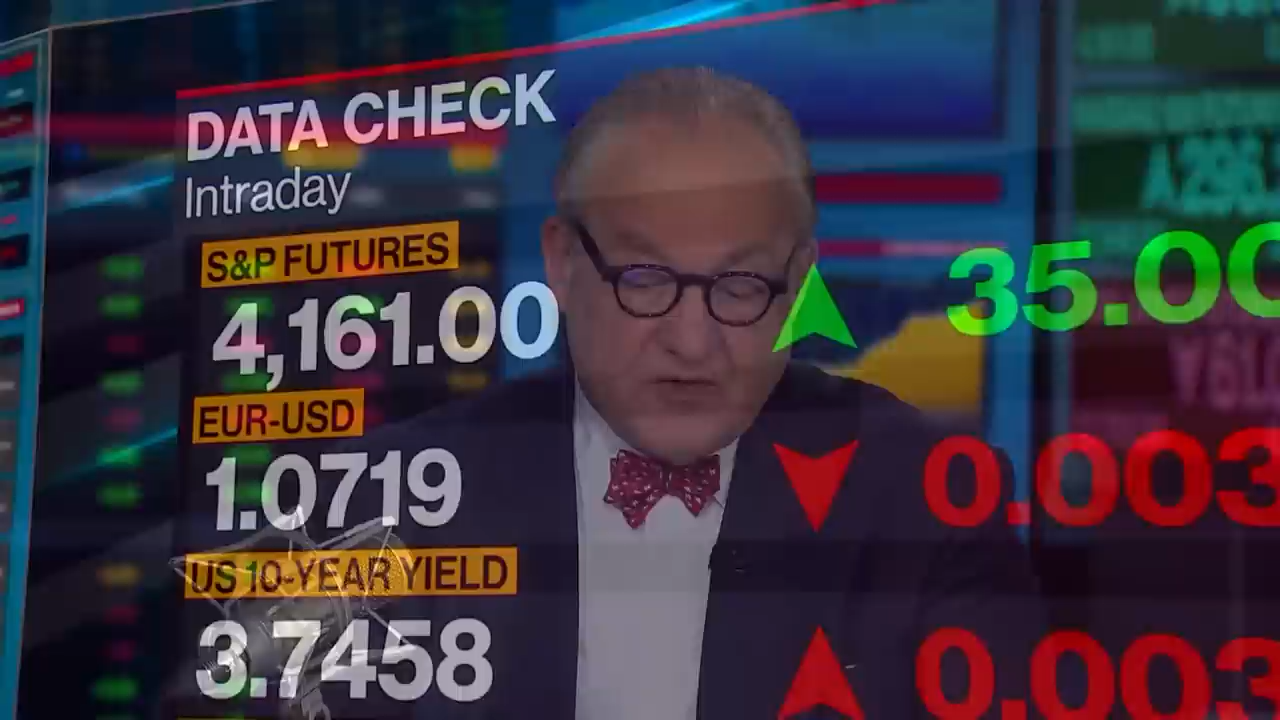 DATA CHECK
Intraday
S&P FUTURES
4,161.00 35.00
EUR-USD
1.0719 0.003
US 10-YEAR YIELD
3.7458 0.003